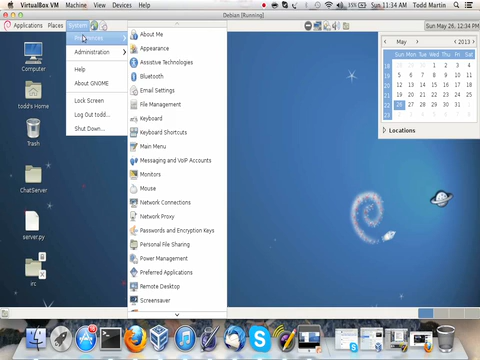 VirtualBox VM Machine View Devices Help
Sun 11:34 AM Todd Martin
Debian [Running]
Applications Places System
Sun May 26, 12:34 PM
Preferences
Administration
Help
About GNOME
Lock Screen
Log Out todd...
Shut Down...
About Me
Appearance
Assistive Technologies
Bluetooth
Email Settings
File Management
Keyboard
Keyboard Shortcuts
Main Menu
Messaging and VoIP Accounts
Monitors
Mouse
Network Connections
Network Proxy
Passwords and Encryption Keys
Personal File Sharing
Power Management
Preferred Applications
Remote Desktop
Screensaver
Computer
todd's Home
Trash
ChatServer
server.py
irc
May 2013
Sun Mon Tue Wed Thu Fri Sat
18 28 29 30 1 2 3 4
19 5 6 7 8 9 10 11
20 12 13 14 15 16 17 18
21 19 20 21 22 23 24 25
22 26 27 28 29 30 31 1
23
Locations